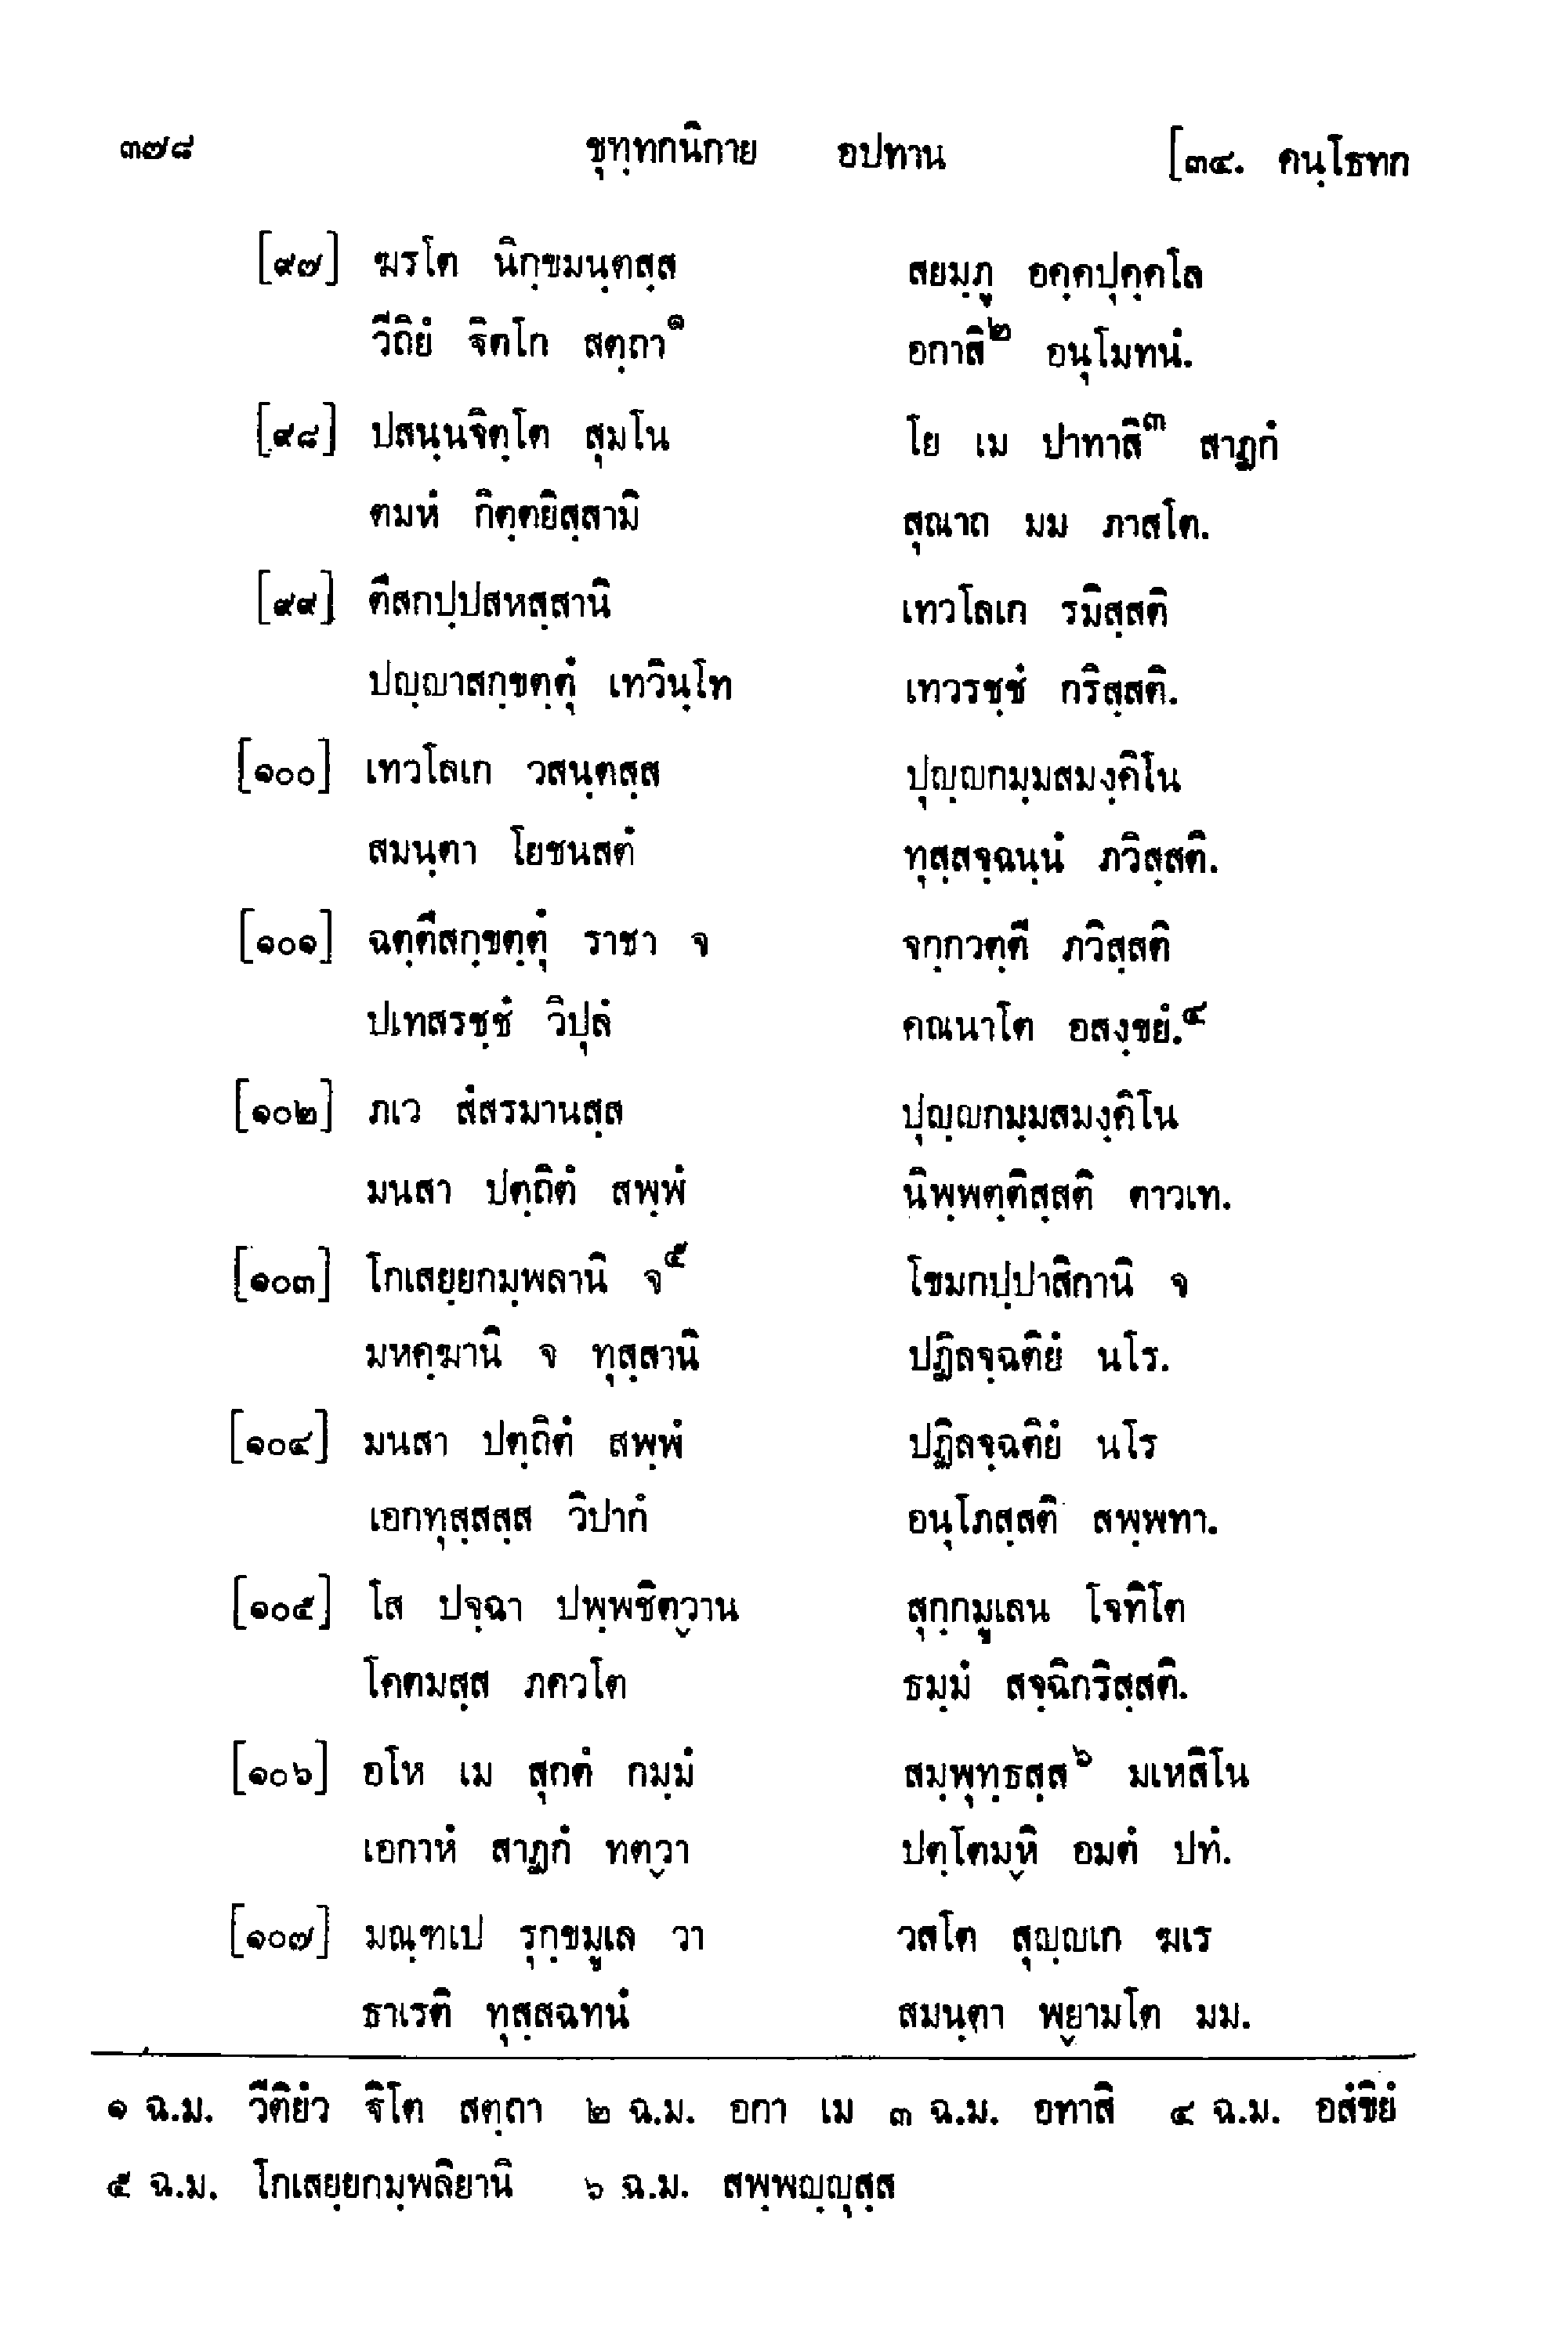 ๓๗๘ ขุทฺทกนิกาย อปทาน [๓๔. คนฺโธทก
[๙๗] ฆรโต นิกฺขมนฺตสฺส สยมฺภู อคฺคปุคฺคโล
วีถิยํ ฐิตโก สตฺถา๑ อกาสิ๒ อนุโมทนํ.
[๙๘] ปสนฺนจิตฺโต สุมโน โย เม ปาทาสิ๓ สาฏกํ
ตมหํ กิตฺตยิสฺสามิ สุณาถ มม ภาสโต.
[๙๙] ตีสกปฺปสหสฺสานิ เทวโลเก รมิสฺสติ
ปญฺญาสกฺขตฺตุํ เทวินฺโท เทวรชฺชํ กริสฺสติ.
[๑๐๐] เทวโลเก วสนฺตสฺส ปุญฺญกมฺมสมงฺคิโน
สมนฺตา โยชนสตํ ทุสฺสจฺฉนฺนํ ภวิสฺสติ.
[๑๐๑] ฉตฺตีสกฺขตฺตุํ ราชา จ จกฺกวตฺตี ภวิสฺสติ
ปเทสรชฺชํ วิปุลํ คณนาโต อสงฺขยํ.๔
[๑๐๒] ภเว สํสรมานสฺส ปุญฺญกมฺมสมงฺคิโน
มนสา ปตฺถิตํ สพฺพํ นิพฺพตฺติสฺสติ ตาวเท.
[๑๐๓] โกเสยฺยกมฺพลานิ จ๕ โขมกปฺปาสิกานิ จ
มหคฺฆานิ จ ทุสฺสานิ ปฏิลจฺฉติยํ นโร.
[๑๐๔] มนสา ปตฺถิตํ สพฺพํ ปฏิลจฺฉติยํ นโร
เอกทุสฺสสฺส วิปากํ อนุโภสฺสติ สพฺพทา.
[๑๐๕] โส ปจฺฉา ปพฺพชิตฺวาน สุกฺกมูเลน โจทิโต
โคตมสฺส ภควโต ธมฺมํ สจฺฉิกริสฺสติ.
[๑๐๖] อโห เม สุกตํ กมฺมํ สมฺพุทฺธสฺส๖ มเหสิโน
เอกาหํ สาฏกํ ทตฺวา ปตฺโตมฺหิ อมตํ ปทํ.
[๑๐๗] มณฺฑเป รุกฺขมูเล วา วสโต สุญฺญเก ฆเร
ธาเรติ ทุสฺสฉทนํ สมนฺตา พฺยามโต มม.
๑ ฉ.ม. วีติยํว ฐิโต สตฺถา ๒ ฉ.ม. อกา เม ๓ ฉ.ม. อทาสิ ๔ ฉ.ม. อสํขิยํ
๕ ฉ.ม. โกเสยฺยกมฺพลิยานิ ๖ ฉ.ม. สพฺพญฺญุสฺส